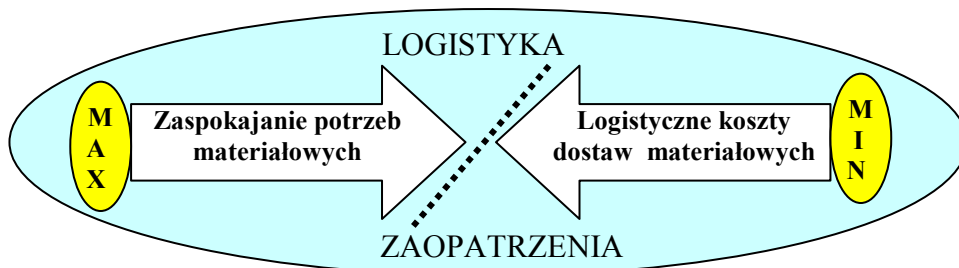 LOGISTYKA
M
A
X
Zaspokajanie potrzeb
materiałowych
Logistyczne koszty
dostaw materiałowych
M
I
N
ZAOPATRZENIA